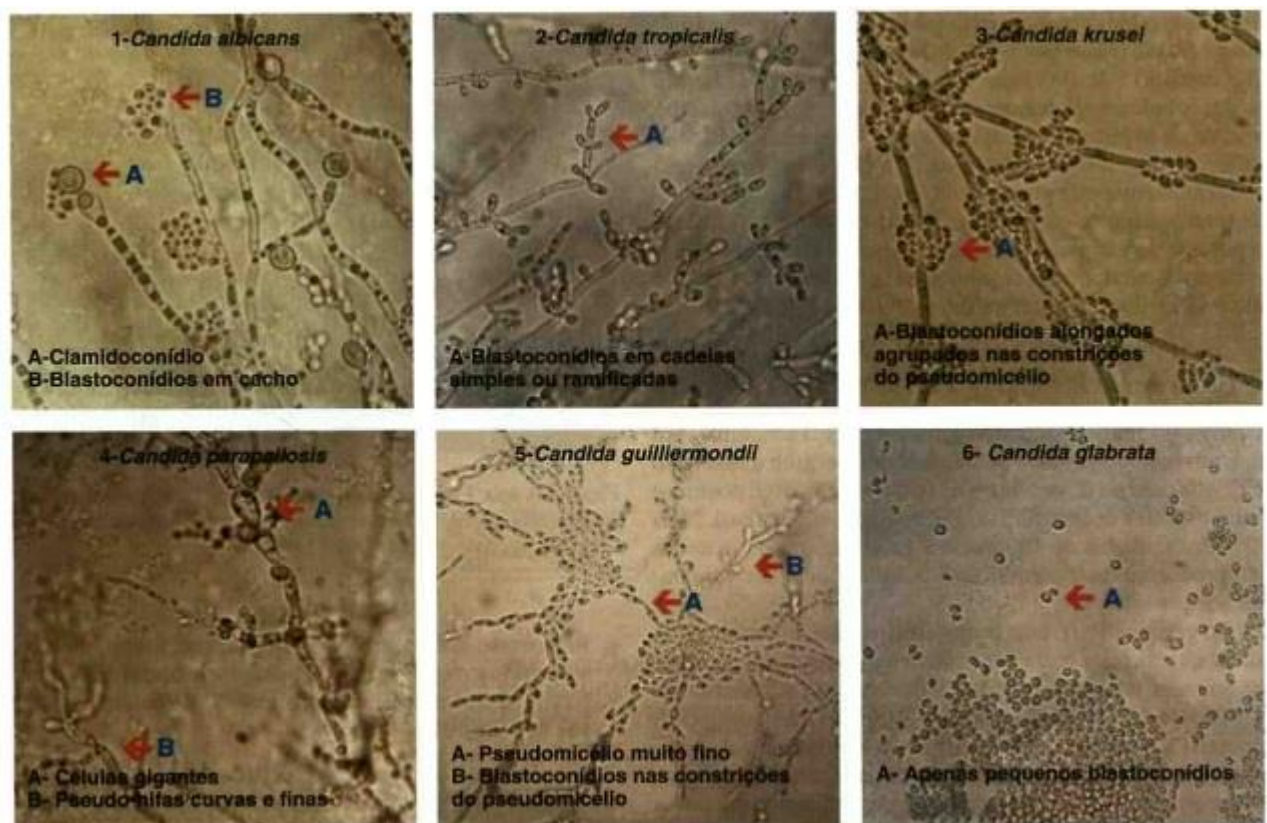 1-Candida albicans
B
A
A-Clamidoconídio
B-Blastoconídios em cacho
2-Candida tropicalis
A
A-Blastoconídios em cadeias
simples ou ramificadas
3-Candida krusei
A
A-Blastoconídios alongados
agrupados nas constrições
do pseudomicélio
4-Candida parapsilosis
A
B
A- Células gigantes
B- Pseudo-hifas curvas e finas
5-Candida guilliermondii
B
A
A- Pseudomicélio muito fino
B- Blastoconídios nas constrições
do pseudomicélio
6- Candida glabrata
A
A- Apenas pequenos blastoconídios